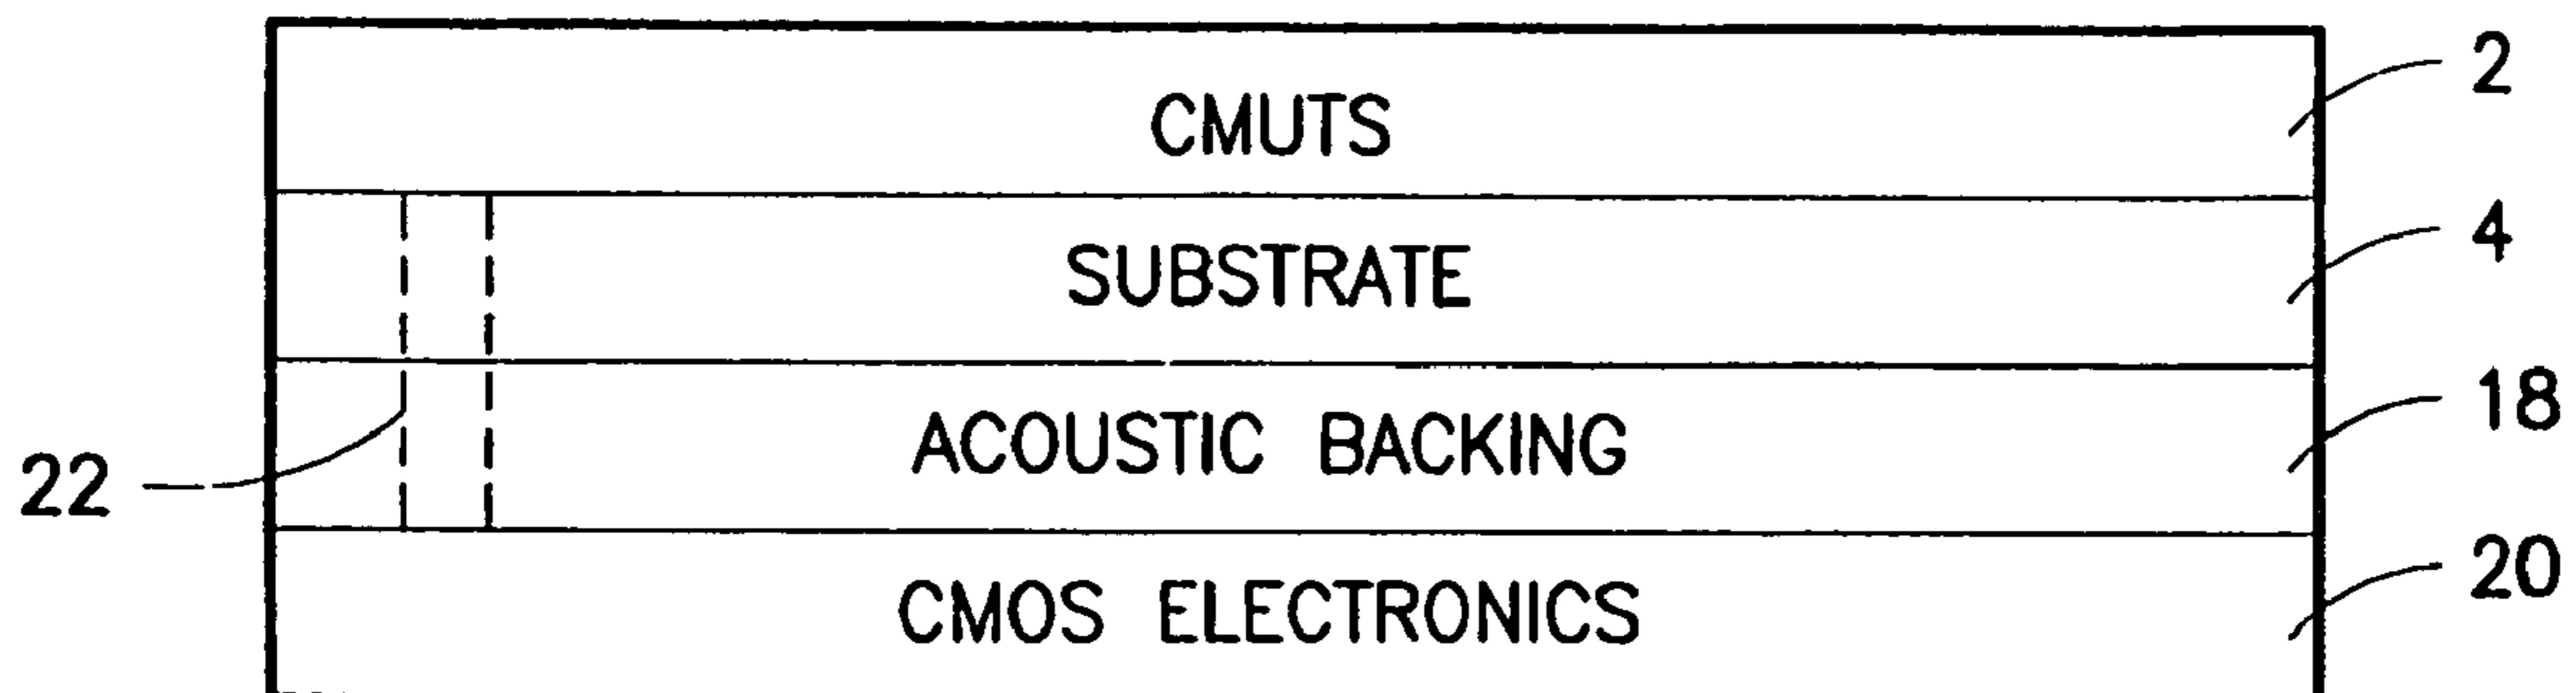 CMUTS
2
SUBSTRATE
4
ACOUSTIC BACKING
18
22
CMOS ELECTRONICS
20